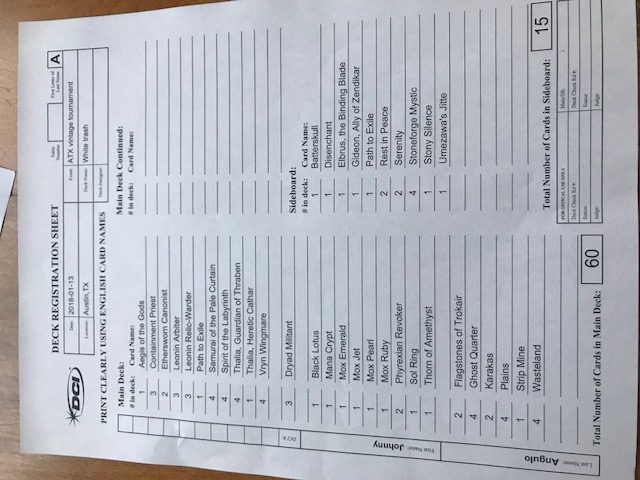 DECK REGISTRATION SHEET
Table Number
First Letter of Last Name A
DCI
Date: 2018-01-13
Event: ATX vintage tournament
Location: Austin,TX
Deck Name: White trash
Deck Designer:
PRINT CLEARLY USING ENGLISH CARD NAMES
Main Deck:
# in deck: Card Name:
1 Aegis of the Gods
3 Containment Priest
2 Ethersworn Canonist
3 Leonin Arbiter
3 Leonin Relic-Warder
1 Path to Exile
4 Samurai of the Pale Curtain
4 Spirit of the Labyrinth
4 Thalia, Guardian of Thraben
1 Thalia, Heretic Cathar
4 Vryn Wingmare
3 Dryad Militant
1 Black Lotus
1 Mana Crypt
1 Mox Emerald
1 Mox Jet
1 Mox Pearl
1 Mox Ruby
2 Phyrexian Revoker
1 Sol Ring
1 Thorn of Amethyst
2 Flagstones of Trokair
4 Ghost Quarter
2 Karakas
4 Plains
1 Strip Mine
4 Wasteland
Total Number of Cards in Main Deck: 60
Main Deck Continued:
# in deck: Card Name:
Sideboard:
# in deck: Card Name:
1 Batterskull
1 Disenchant
1 Elbrus, the Binding Blade
1 Gideon, Ally of Zendikar
1 Path to Exile
2 Rest in Peace
2 Serenity
4 Stoneforge Mystic
1 Stony Silence
1 Umezawa's Jitte
Total Number of Cards in Sideboard: 15
FOR OFFICAL USE ONLY
Main/SB: /
Deck Check Rd #:
Deck Check Rd #:
Status:
Status:
Judge:
Judge:
DCI #:
First Name: Johnny
Last Name: Angulo